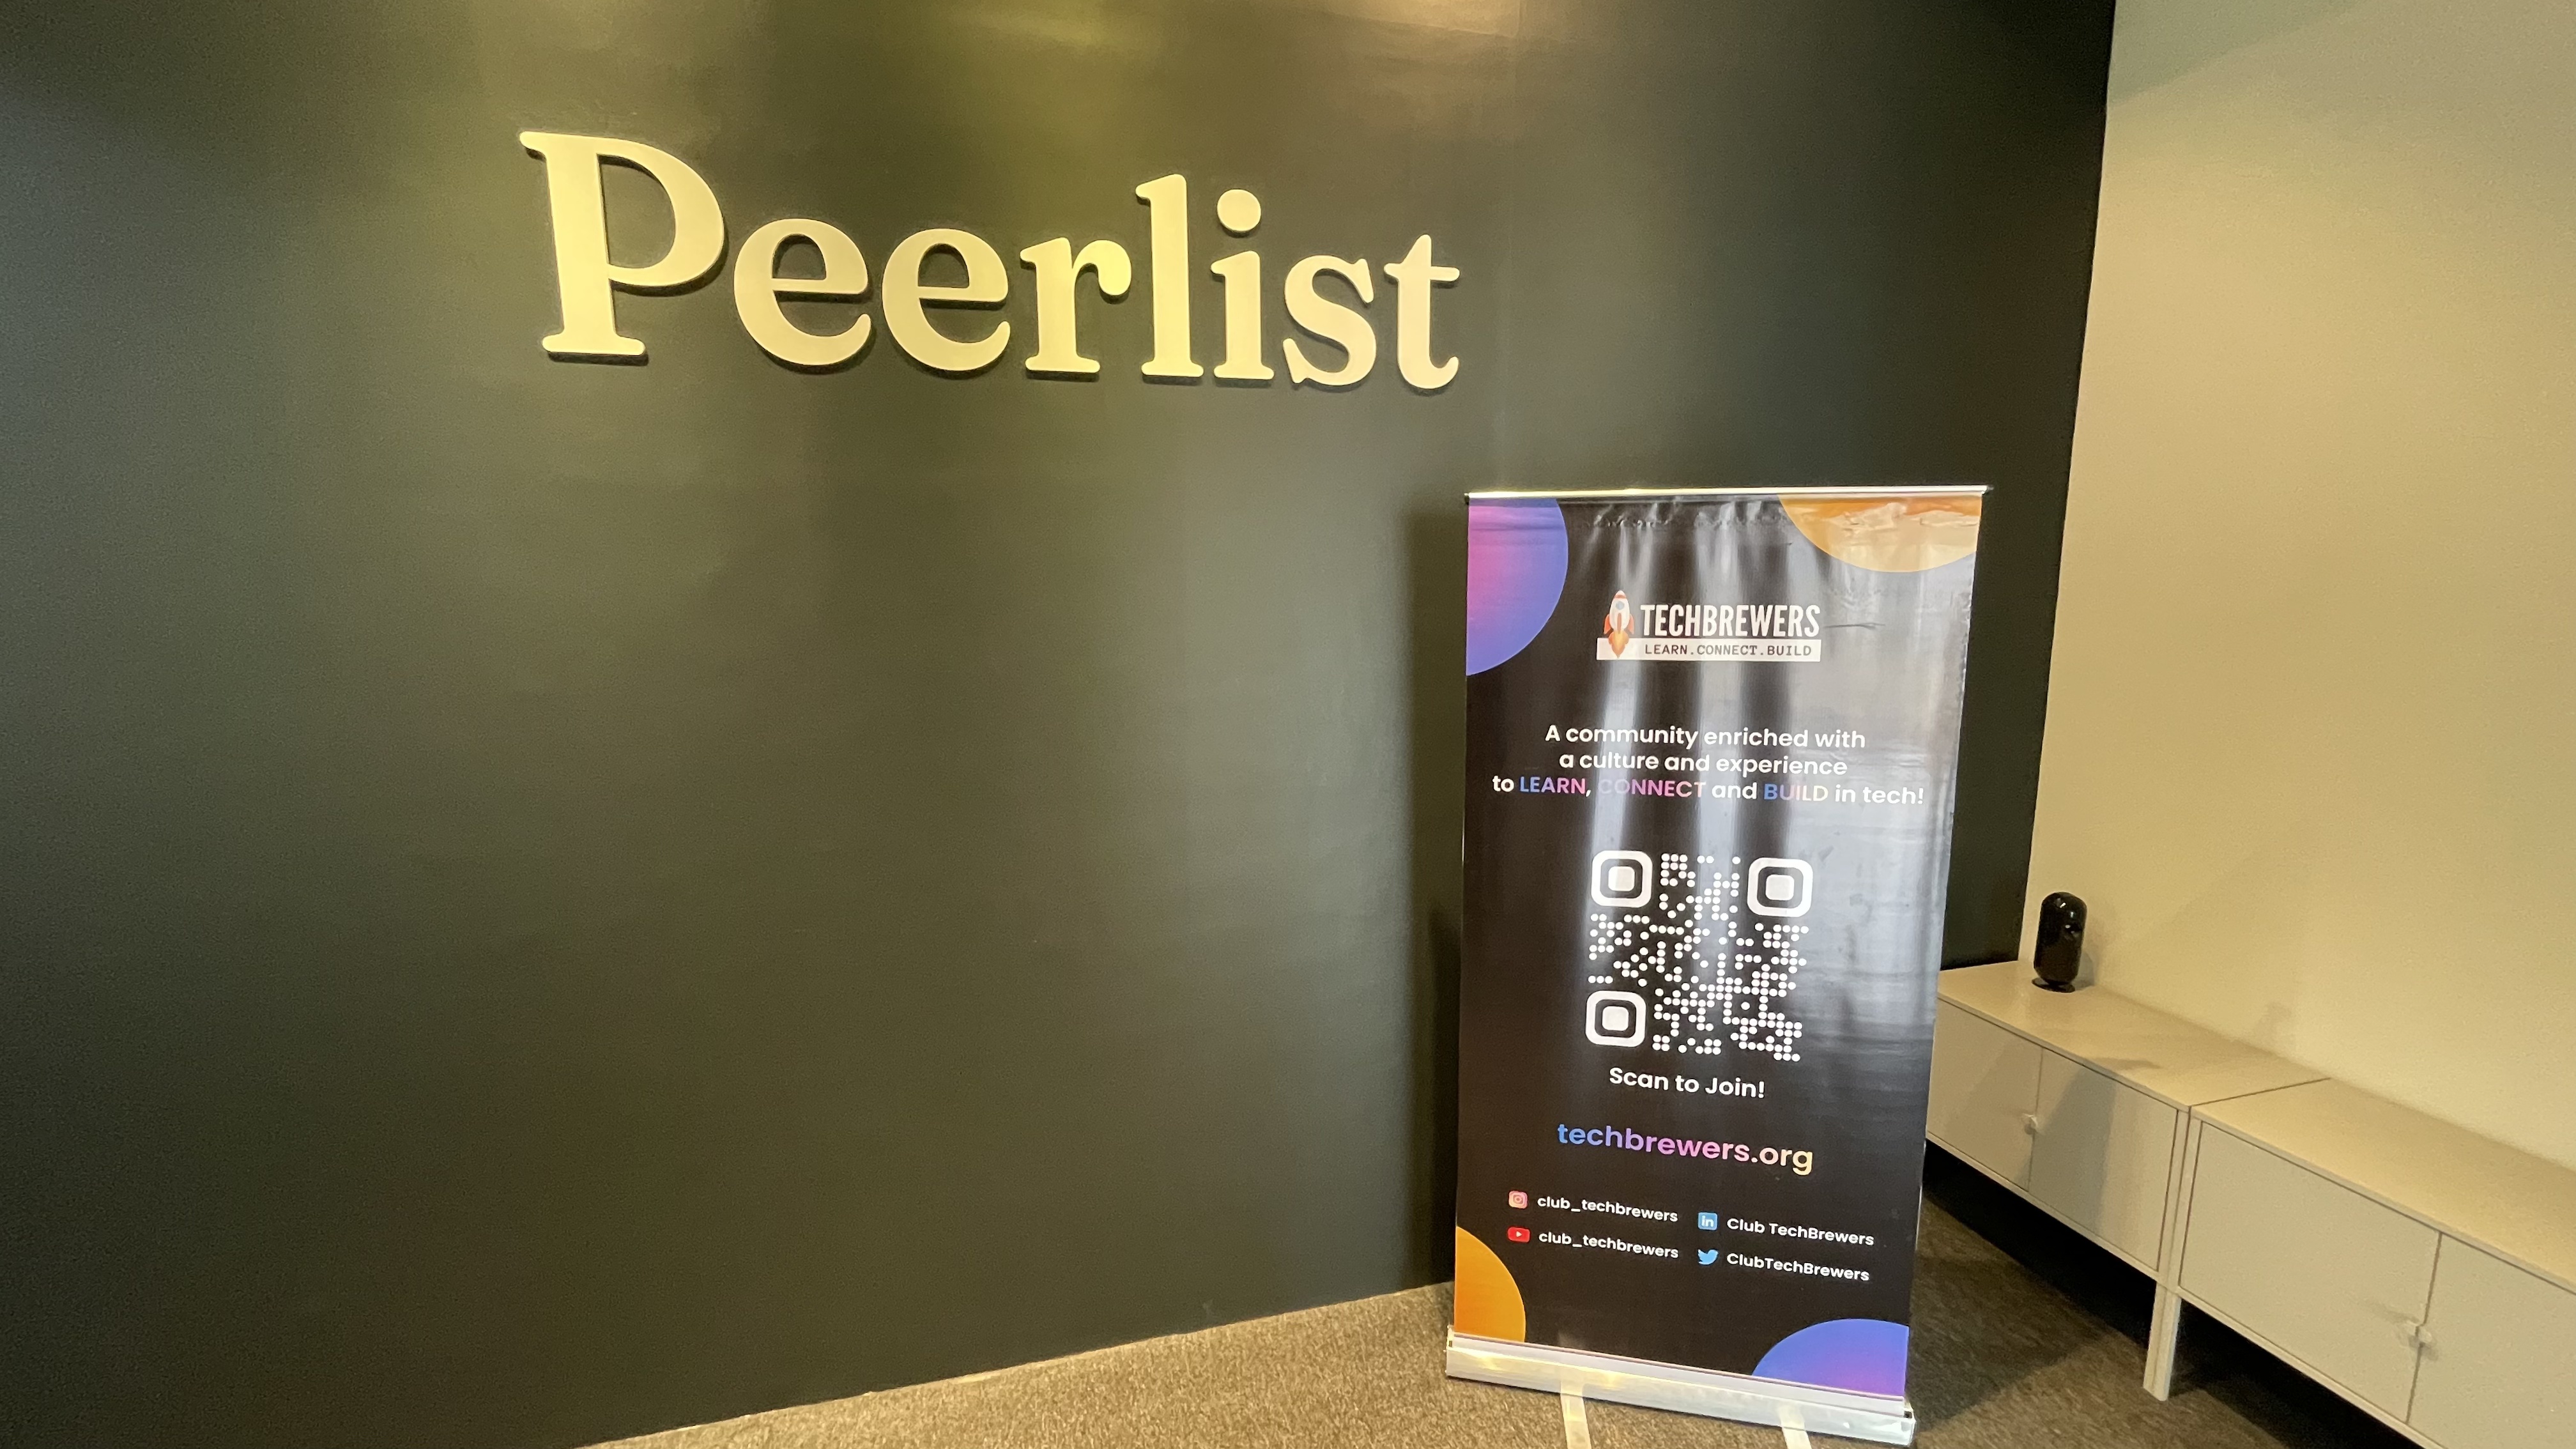 Peerlist
TECHBREWERS
LEARN.CONNECT.BUILD
A community enriched with
a culture and experience
to LEARN, CONNECT and BUILD in tech!
Scan to Join!
techbrewers.org
club_techbrewers
in Club TechBrewers
club_techbrewers
ClubTechBrewers